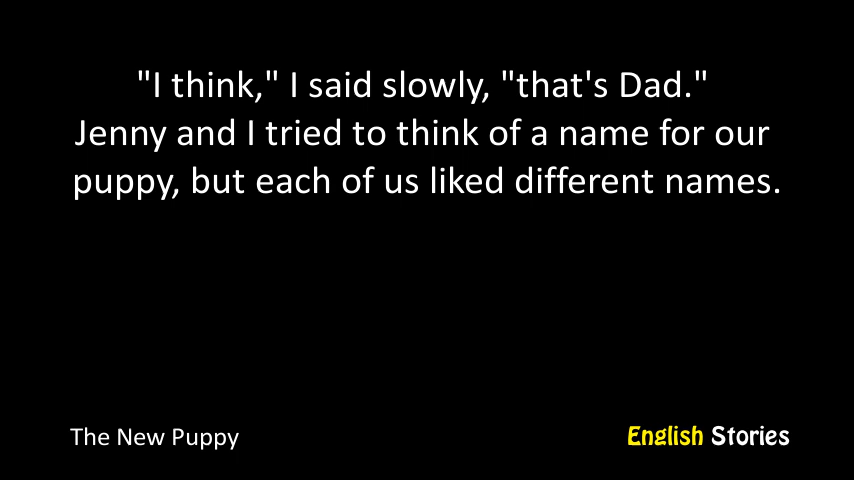 "I think," I said slowly, "that's Dad."
Jenny and I tried to think of a name for our
puppy, but each of us liked different names.
The New Puppy
English Stories